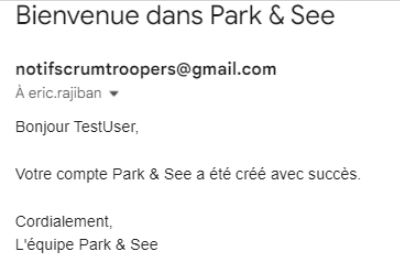 Bienvenue dans Park & See
notifscrumtroopers@gmail.com
À eric.rajiban
Bonjour TestUser,
Votre compte Park & See a été créé avec succès.
Cordialement,
L'équipe Park & See